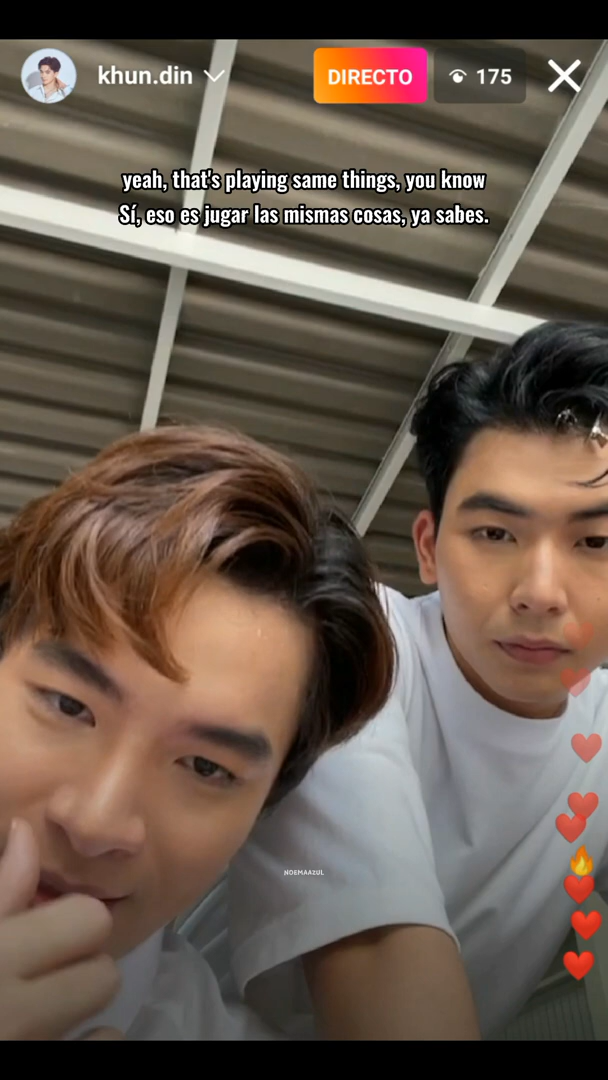 khun.din
DIRECTO
175
yeah, that's playing same things, you know
Sí, eso es jugar las mismas cosas, ya sabes.
NOEMAAZUL